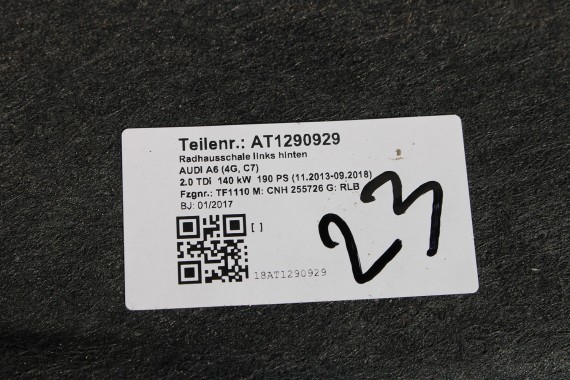 Teilenr.: AT1290929
Radhausschale links hinten
AUDI A6 (4G, C7)
2.0 TDI 140 kW 190 PS (11.2013-09.2018)
Fzgnr.: TF1110 M: CNH 255726 G: RLB
BJ: 01/2017
[ ]
18AT1290929
23